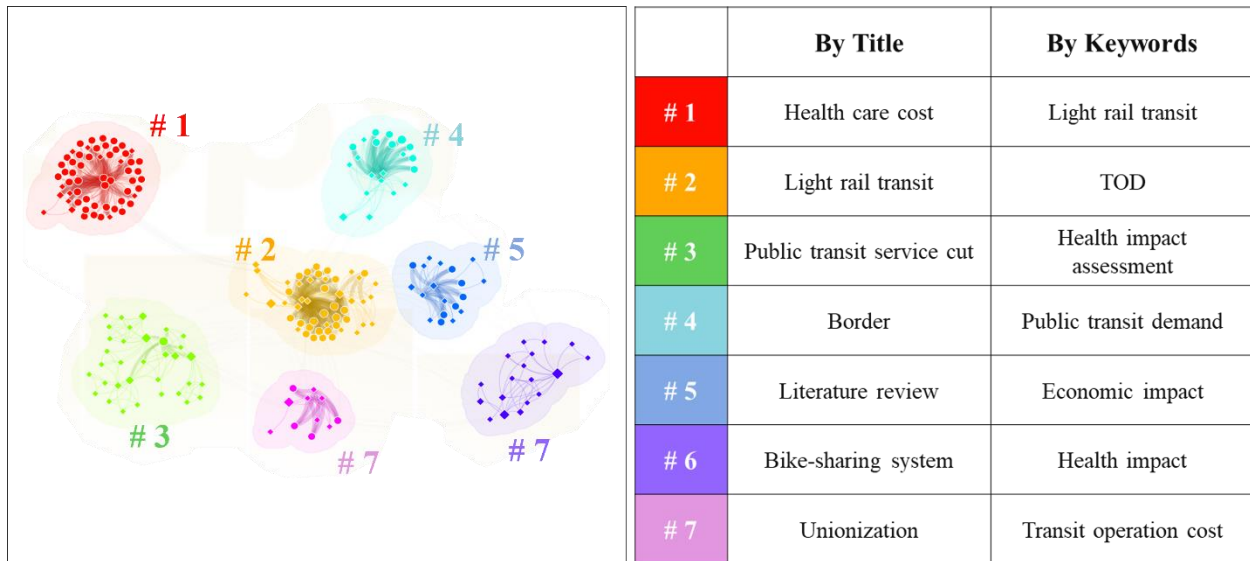 # 1
# 4
# 2
# 5
# 3
# 7
# 7
By Title By Keywords
# 1 Health care cost Light rail transit
# 2 Light rail transit TOD
# 3 Public transit service cut Health impact
assessment
# 4 Border Public transit demand
# 5 Literature review Economic impact
# 6 Bike-sharing system Health impact
# 7 Unionization Transit operation cost